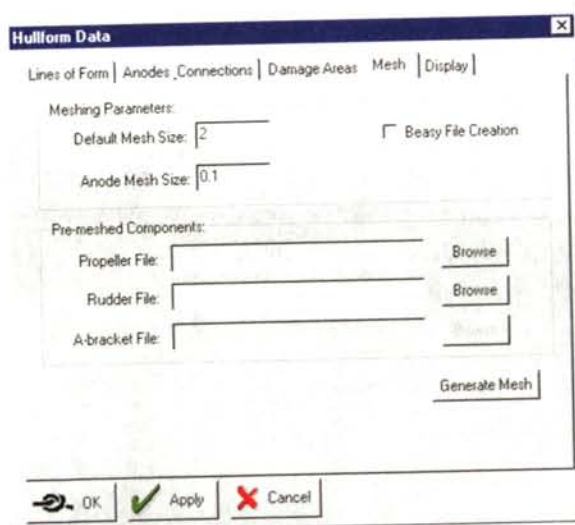 Hullform Data
Lines of Form Anodes Connections Damage Areas Mesh Display
Meshing Parameters:
Default Mesh Size: 2
Beasy File Creation
Anode Mesh Size: 0.1
Pre-meshed Components:
Propeller File: Browse
Rudder File: Browse
A-bracket File:
Generate Mesh
OK Apply Cancel